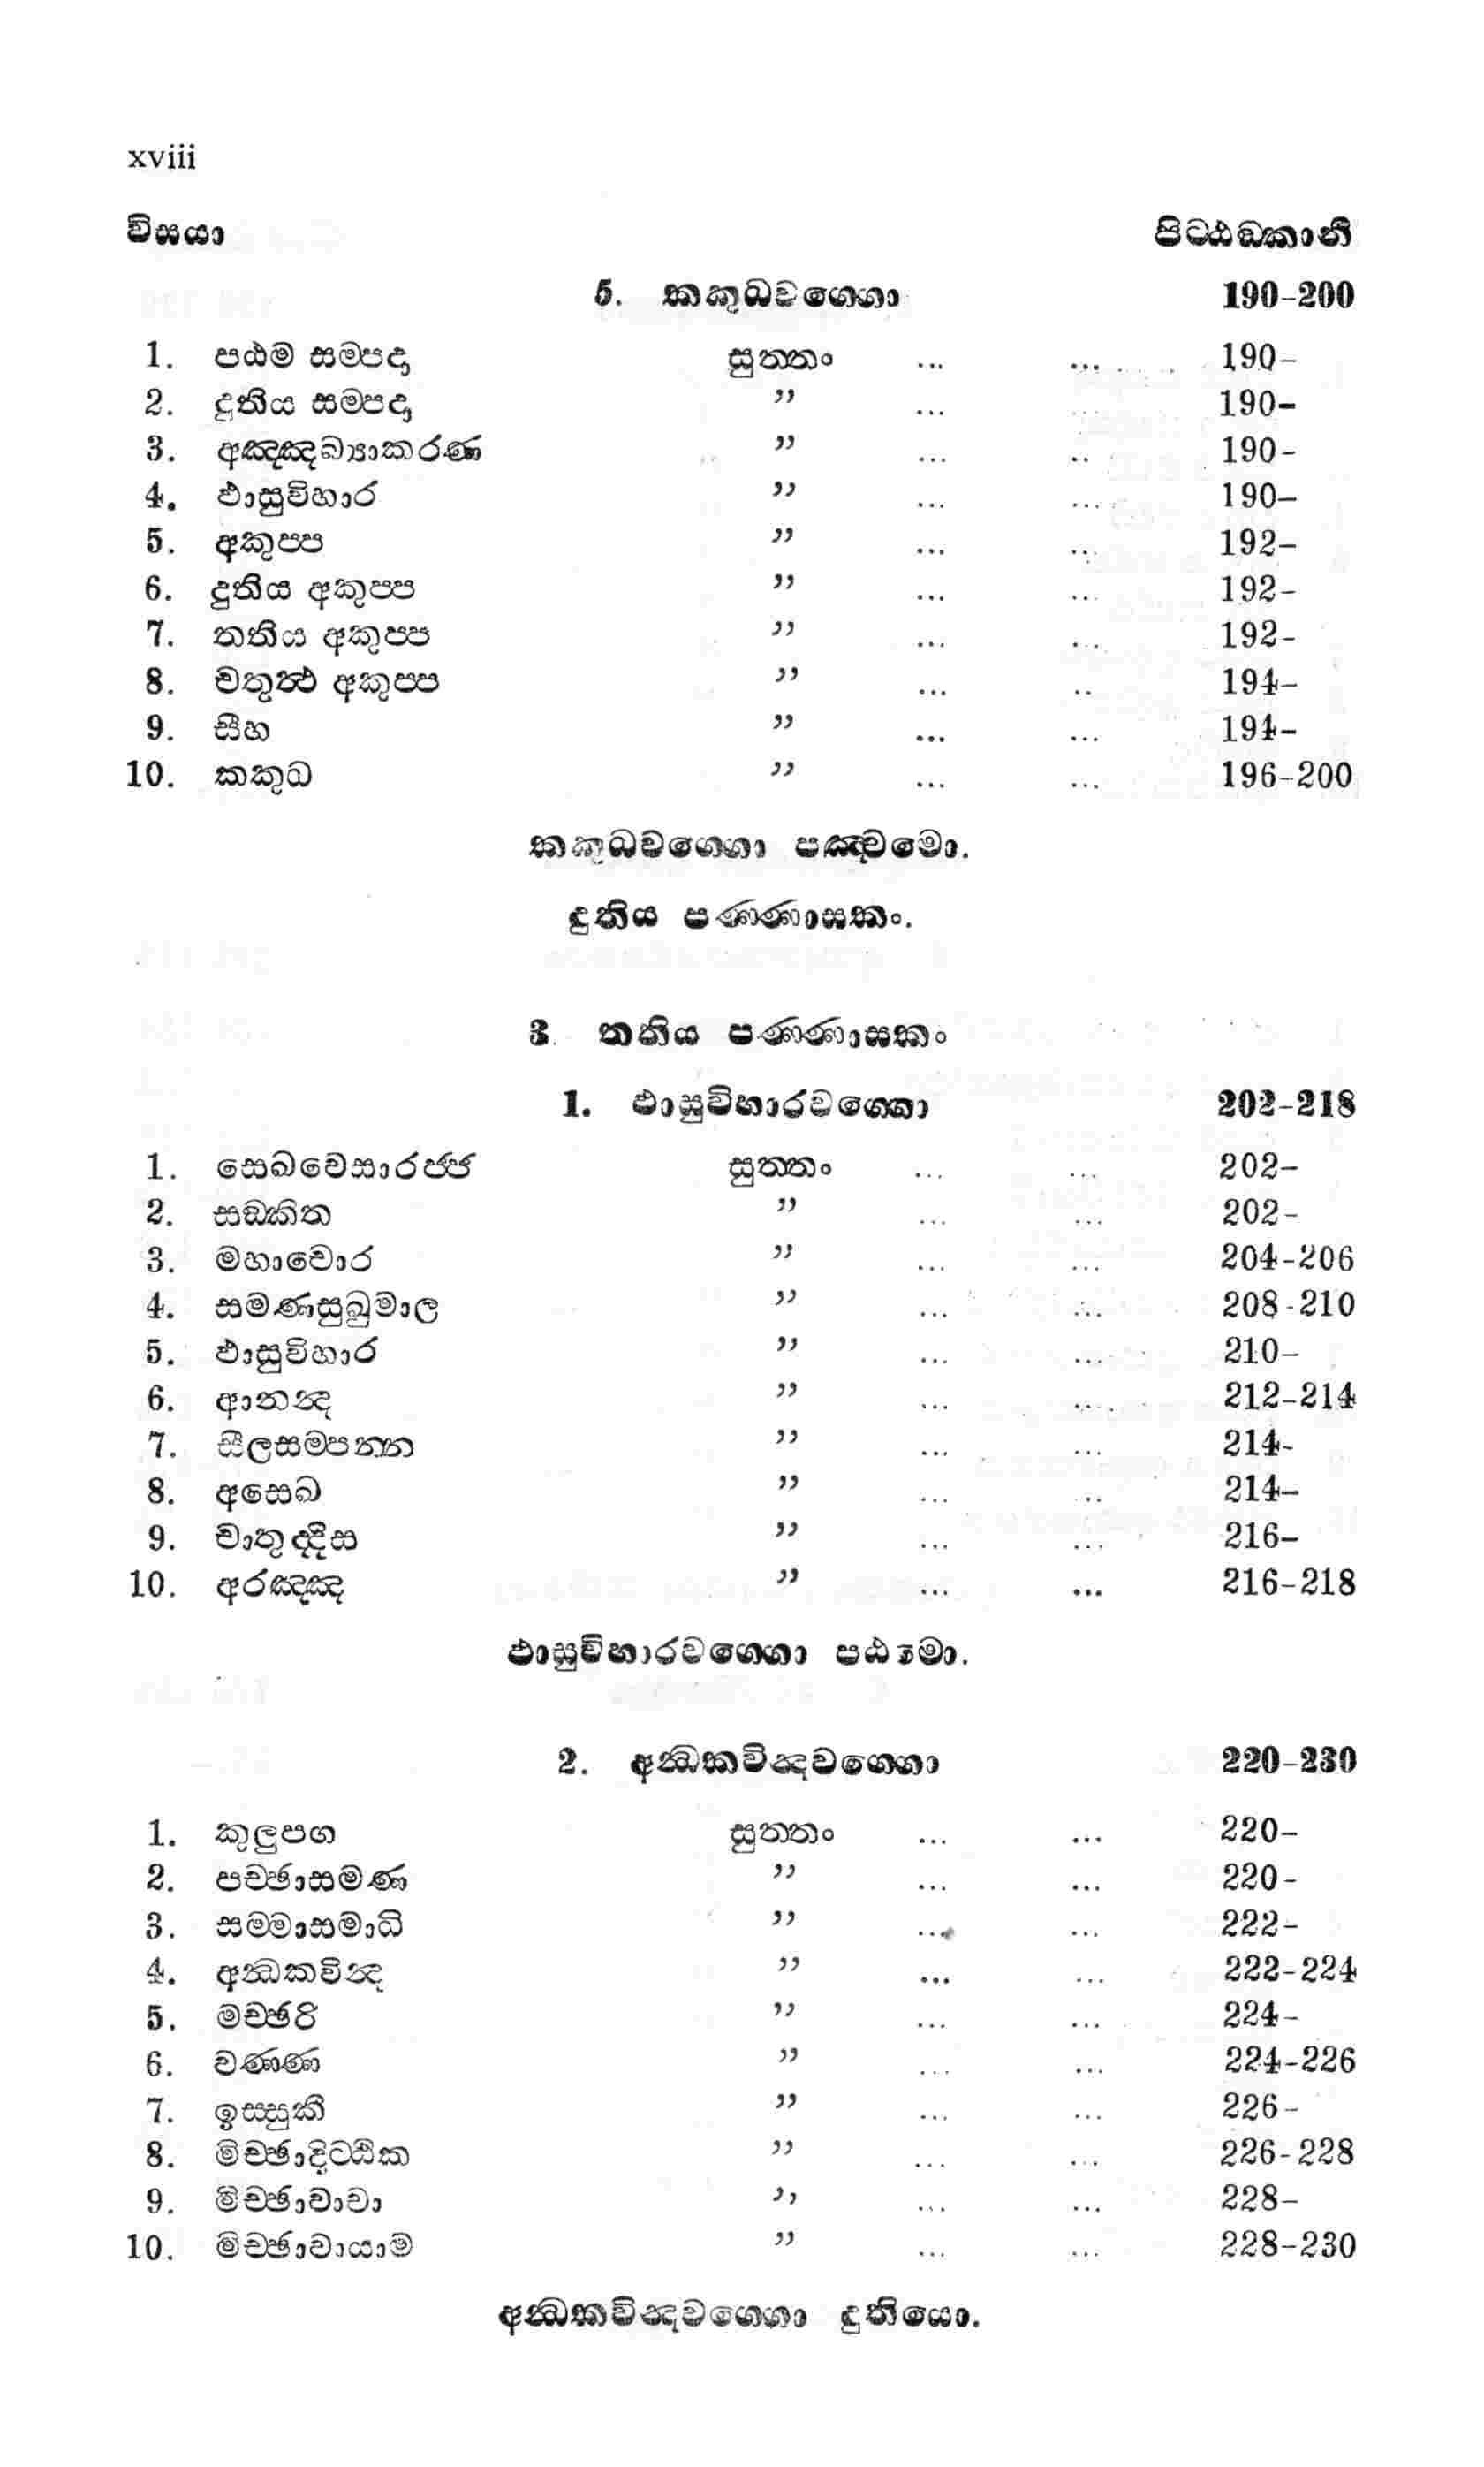 xviii
විසයා පිට්ඨඞ්කානි
5. කකුධවග්ගො 190-200
1. පඨම සම්පදා සුත්තං ... ... 190–
2. දුතිය සම්පදා ,, ... 190–
3. අඤ්ඤබ්‍යාකරණ ,, ... .. 190-
4. ඵාසුවිහාර ,, ... ... 190–
5. අකුප්ප ,, ... ... 192–
6. දුතිය අකුප්ප ,, ... ... 192-
7. තතිය අකුප්ප ,, ... ... 192-
8. චතුත්‍ථ අකුප්ප ,, ... .. 194–
9. සීහ ,, ... ... 194–
10. කකුධ ,, ... ... 196-200
කකුධවග්ගො පඤ්චමො.
දුතිය පණ්ණාසකං.
3. තතිය පණ්ණාසකං
1. ඵාසුවිහාරවග්ගො 202-218
1. සෙඛවෙසාරජ්ජ සුත්තං ... ... 202–
2. සඞ්කිත ,, ... ... 202-
3. මහාචොර ,, ... ... 204-206
4. සමණසුඛුමාල ,, ... ... 208-210
5. ඵාසුවිහාර ,, ... ... 210–
6. ආනන්‍ද ,, ... ... 212-214
7. සීලසම්පන්න ,, ... ... 214-
8. අසෙඛ ,, ... .. 214–
9. චාතුද්දිස ,, ... ... 216–
10. අරඤ්ඤ ,, ... ... 216-218
ඵාසුවිහාරවග්ගො පඨමො.
2. අන්‍ධකවින්‍දවග්ගො 220-230
1. කුලුපග සුත්තං ... ... 220–
2. පච්ඡාසමණ ,, ... ... 220-
3. සම්මාසමාධි ,, ... ... 222-
4. අන්‍ධකවින්‍ද ,, ... ... 222-224
5. මච්ඡරි ,, ... ... 224-
6. වණ්ණ ,, ... ... 224-226
7. ඉස්සුකී ,, ... ... 226-
8. මිච්ඡාදිට්ඨික ,, ... ... 226-228
9. මිච්ඡාවාචා ,, ... ... 228–
10. මිච්ඡාවායාම ,, ... ... 228-230
අන්‍ධකවින්‍දවග්ගො දුතියො.